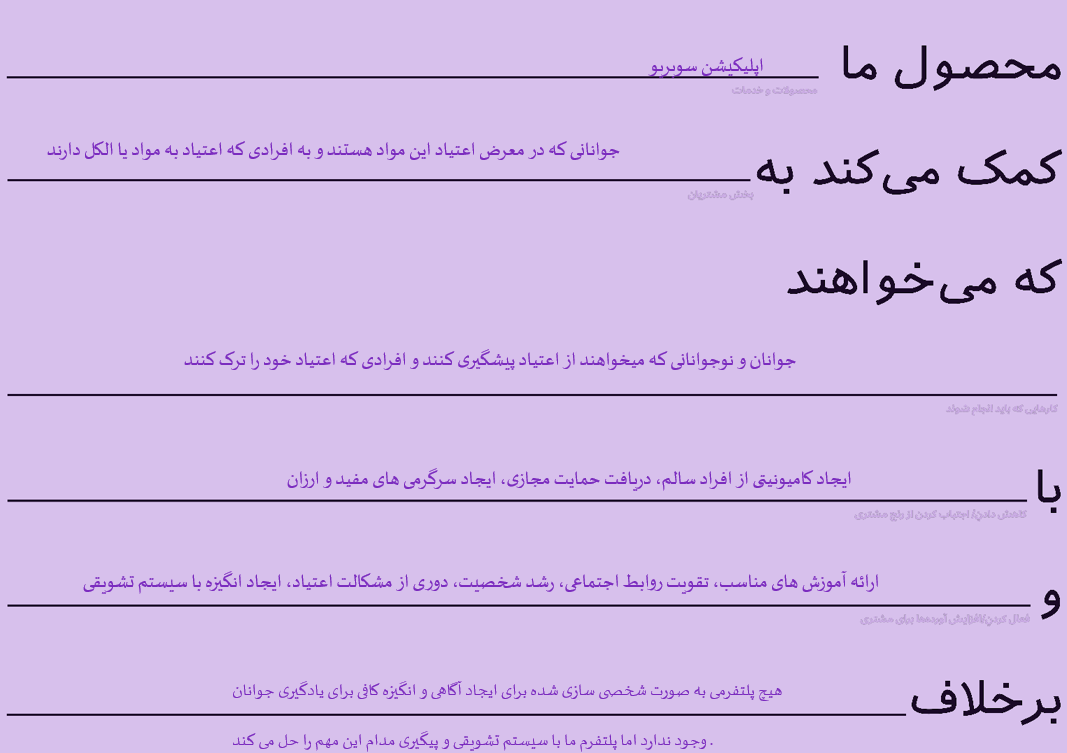 محصول ما اپلیکیشن سوبریو
محصولات و خدمات
کمک می‌کند به جوانانی که در معرض اعتیاد این مواد هستند و به افرادی که اعتیاد به مواد یا الکل دارند
بخش مشتریان
که می‌خواهند
جوانان و نوجوانانی که میخواهند از اعتیاد پیشگیری کنند و افرادی که اعتیاد خود را ترک کنند
کارهایی که باید انجام شوند
با ایجاد کامیونیتی از افراد سالم، دریافت حمایت مجازی، ایجاد سرگرمی های مفید و ارزان
کاهش دادن/ اجتناب کردن از رنج مشتری
و ارائه آموزش های مناسب، تقویت روابط اجتماعی، رشد شخصیت، دوری از مشکالت اعتیاد، ایجاد انگیزه با سیستم تشویقی
فعال کردن/افزایش آورده‌ها برای مشتری
برخلاف هیچ پلتفرمی به صورت شخصی سازی شده برای ایجاد آگاهی و انگیزه کافی برای یادگیری جوانان
وجود ندارد اما پلتفرم ما با سیستم تشویقی و پیگیری مدام این مهم را حل می کند .